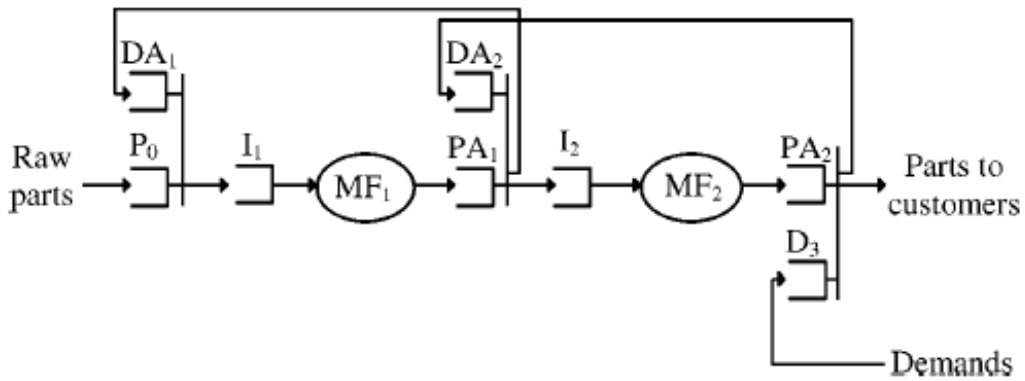 DA₁
DA₂
Raw
parts
P₀
I₁
MF₁
PA₁
I₂
MF₂
PA₂
Parts to
customers
D₃
Demands